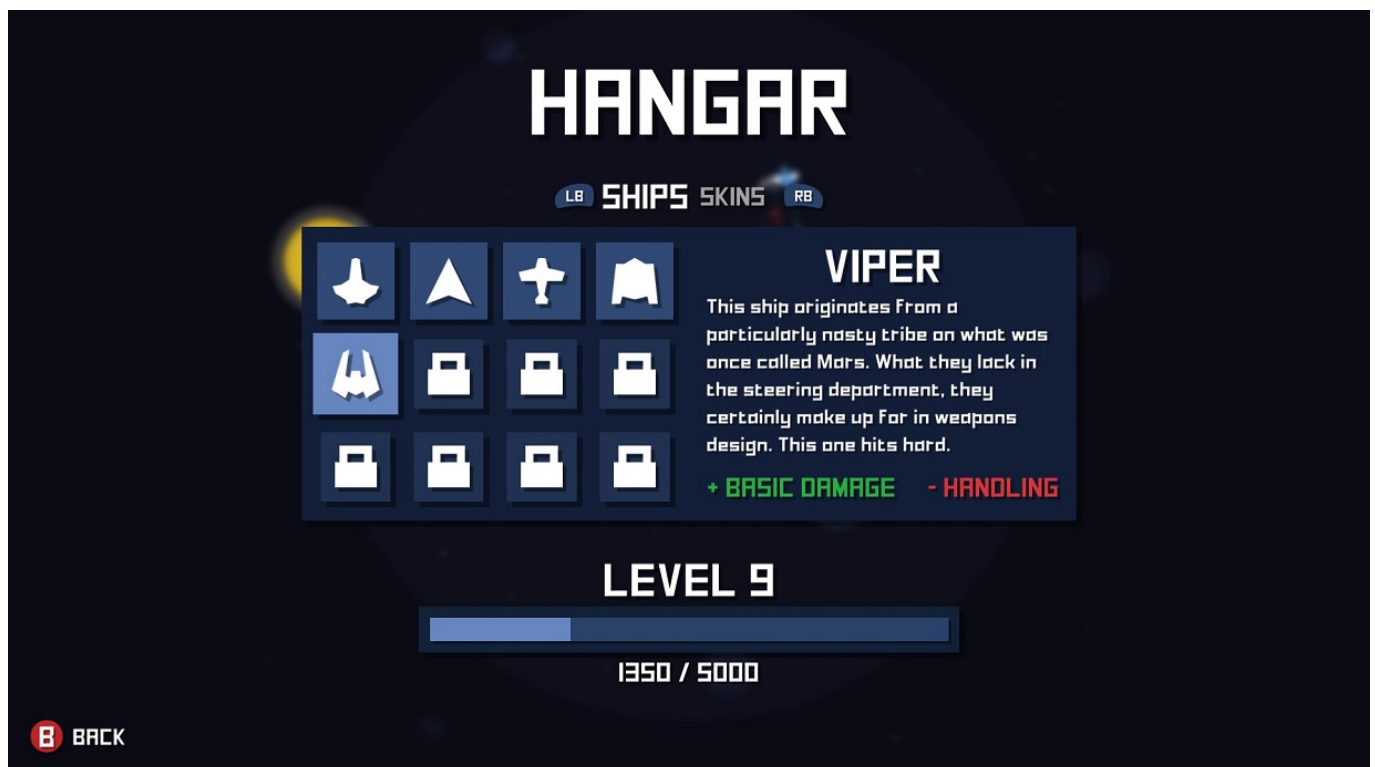 HANGAR
LB SHIPS SKINS RB
VIPER
This ship originates from a
particularly nasty tribe on what was
once called Mars. What they lack in
the steering department, they
certainly make up for in weapons
design. This one hits hard.
+ BASIC DAMAGE - HANDLING
LEVEL 9
1350 / 5000
B BACK